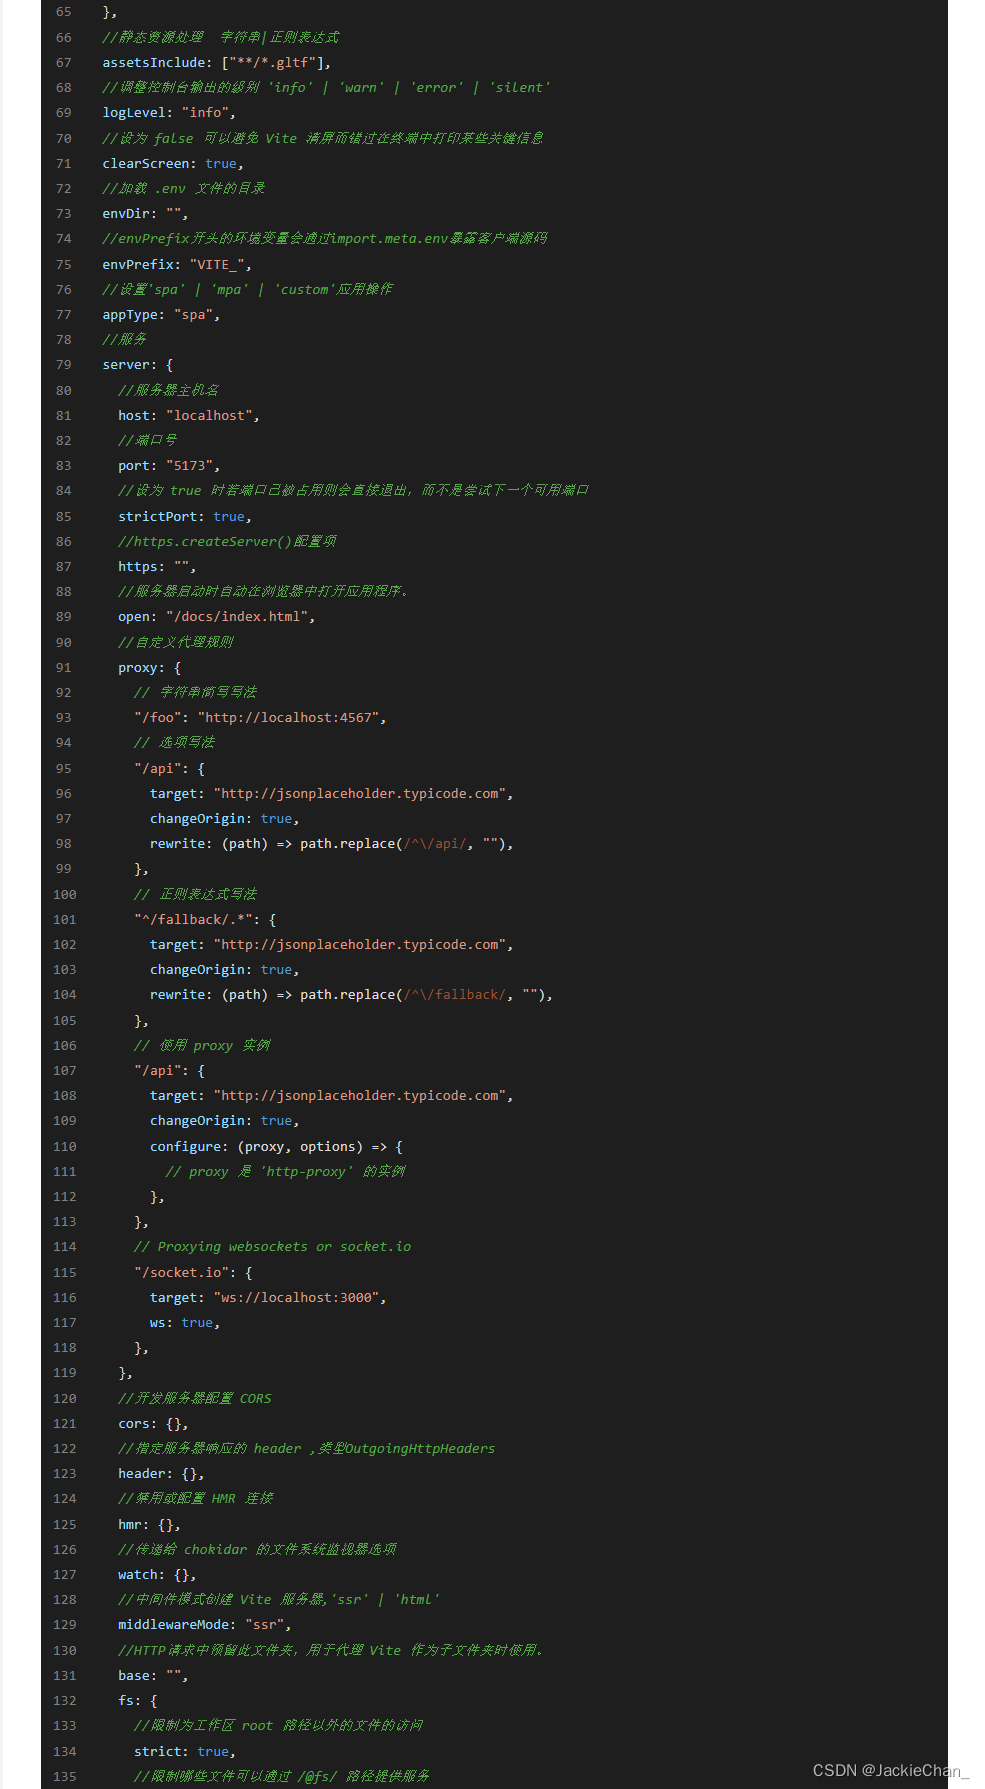 65 },
66 //静态资源处理  字符串|正则表达式
67 assetsInclude: ["**/*.gltf"],
68 //调整控制台输出的级别 'info' | 'warn' | 'error' | 'silent'
69 logLevel: "info",
70 //设为 false 可以避免 Vite 清屏而错过在终端中打印某些关键信息
71 clearScreen: true,
72 //加载 .env 文件的目录
73 envDir: "",
74 //envPrefix开头的环境变量会通过import.meta.env暴露客户端源码
75 envPrefix: "VITE_",
76 //设置'spa' | 'mpa' | 'custom'应用操作
77 appType: "spa",
78 //服务
79 server: {
80 //服务器主机名
81 host: "localhost",
82 //端口号
83 port: "5173",
84 //设为 true 时若端口已被占用则会直接退出，而不是尝试下一个可用端口
85 strictPort: true,
86 //https.createServer()配置项
87 https: "",
88 //服务器启动时自动在浏览器中打开应用程序。
89 open: "/docs/index.html",
90 //自定义代理规则
91 proxy: {
92 // 字符串简写写法
93 "/foo": "http://localhost:4567",
94 // 选项写法
95 "/api": {
96 target: "http://jsonplaceholder.typicode.com",
97 changeOrigin: true,
98 rewrite: (path) => path.replace(/^\/api/, ""),
99 },
100 // 正则表达式写法
101 "^/fallback/.*": {
102 target: "http://jsonplaceholder.typicode.com",
103 changeOrigin: true,
104 rewrite: (path) => path.replace(/^\/fallback/, ""),
105 },
106 // 使用 proxy 实例
107 "/api": {
108 target: "http://jsonplaceholder.typicode.com",
109 changeOrigin: true,
110 configure: (proxy, options) => {
111 // proxy 是 'http-proxy' 的实例
112 },
113 },
114 // Proxying websockets or socket.io
115 "/socket.io": {
116 target: "ws://localhost:3000",
117 ws: true,
118 },
119 },
120 //开发服务器配置 CORS
121 cors: {},
122 //指定服务器响应的 header ,类型OutgoingHttpHeaders
123 header: {},
124 //禁用或配置 HMR 连接
125 hmr: {},
126 //传递给 chokidar 的文件系统监视器选项
127 watch: {},
128 //中间件模式创建 Vite 服务器,'ssr' | 'html'
129 middlewareMode: "ssr",
130 //HTTP请求中预留此文件夹，用于代理 Vite 作为子文件夹时使用。
131 base: "",
132 fs: {
133 //限制为工作区 root 路径以外的文件的访问
134 strict: true,
135 //限制哪些文件可以通过 /@fs/ 路径提供服务
CSDN @JackieChan_